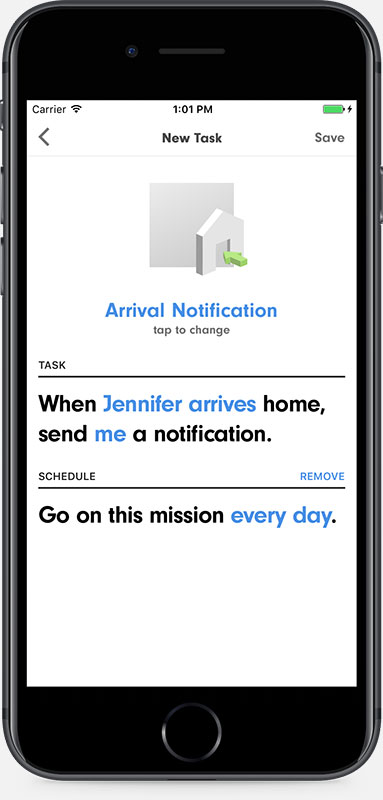 Carrier 1:01 PM
New Task Save
Arrival Notification
tap to change
TASK
When Jennifer arrives home,
send me a notification.
SCHEDULE REMOVE
Go on this mission every day.